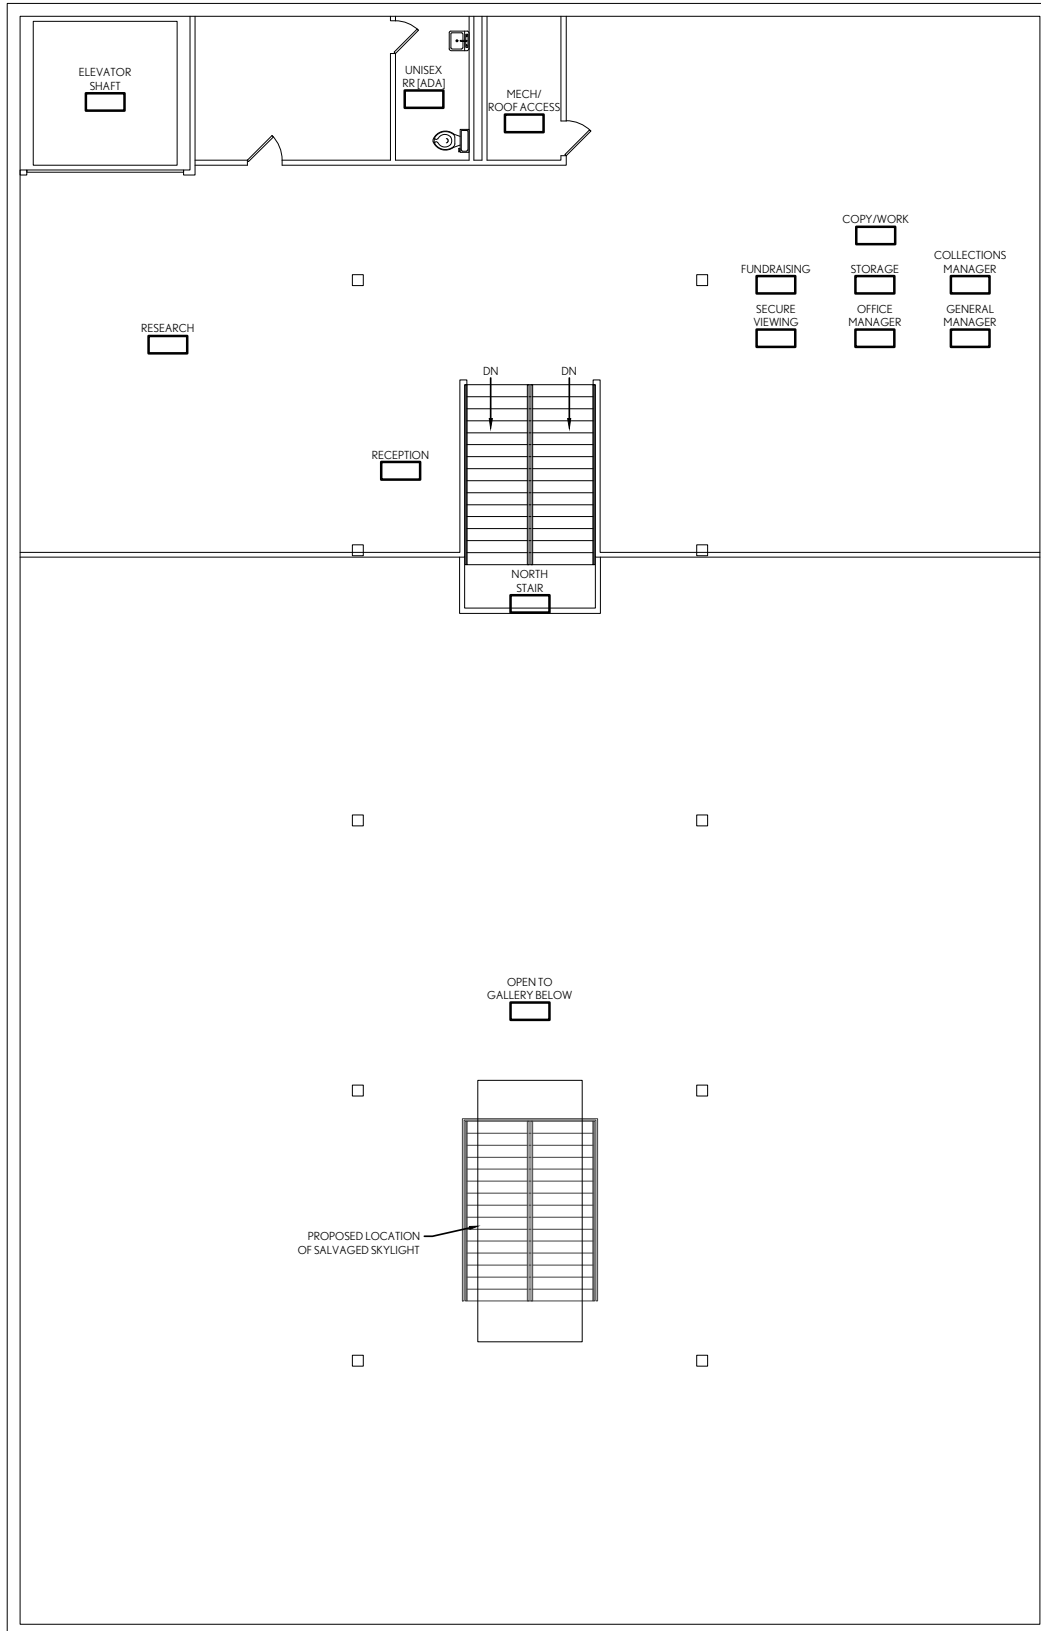 ELEVATOR
SHAFT
UNISEX
RR [ADA]
MECH/
ROOF ACCESS
COPY/WORK
FUNDRAISING
STORAGE
COLLECTIONS
MANAGER
SECURE
VIEWING
OFFICE
MANAGER
GENERAL
MANAGER
RESEARCH
DN
DN
RECEPTION
NORTH
STAIR
OPEN TO
GALLERY BELOW
PROPOSED LOCATION
OF SALVAGED SKYLIGHT